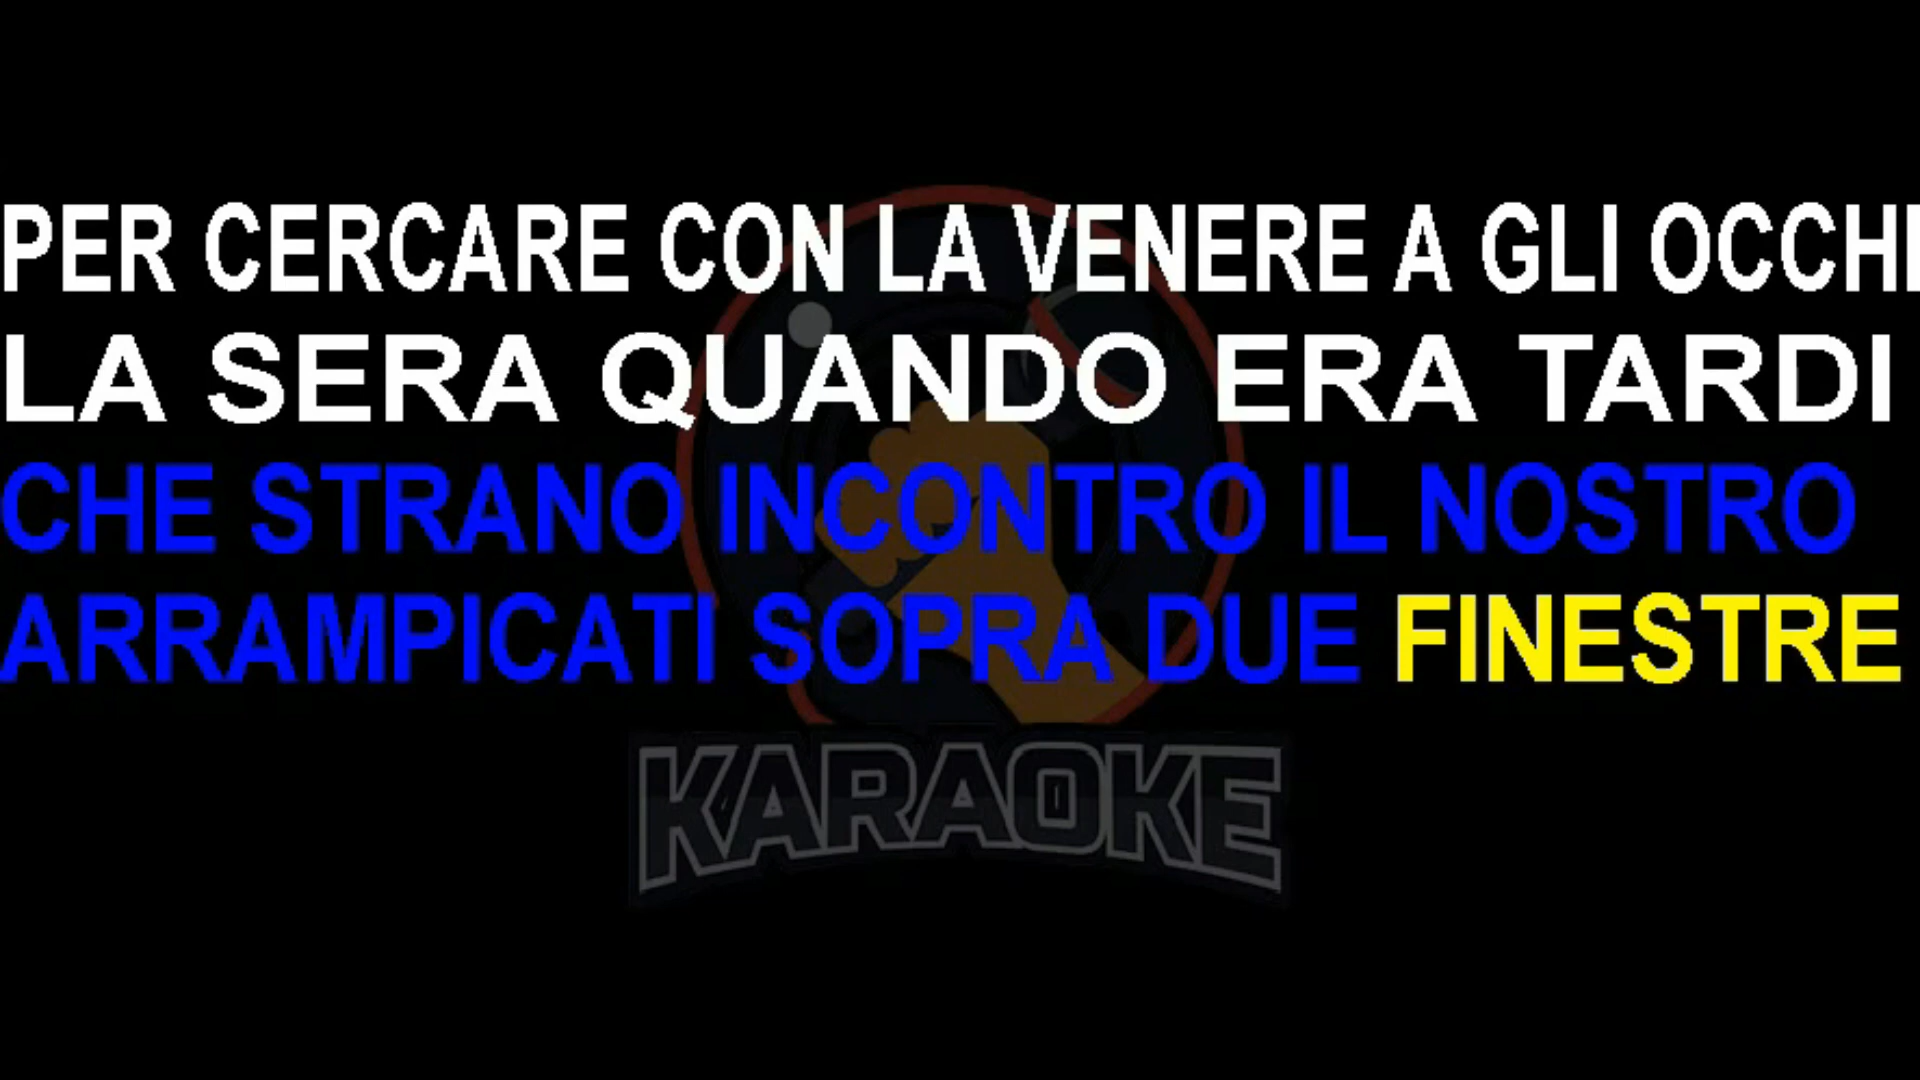 PER CERCARE CON LA VENERE A GLI OCCHI
LA SERA QUANDO ERA TARDI
CHE STRANO INCONTRO IL NOSTRO
ARRAMPICATI SOPRA DUE FINESTRE
KARAOKE